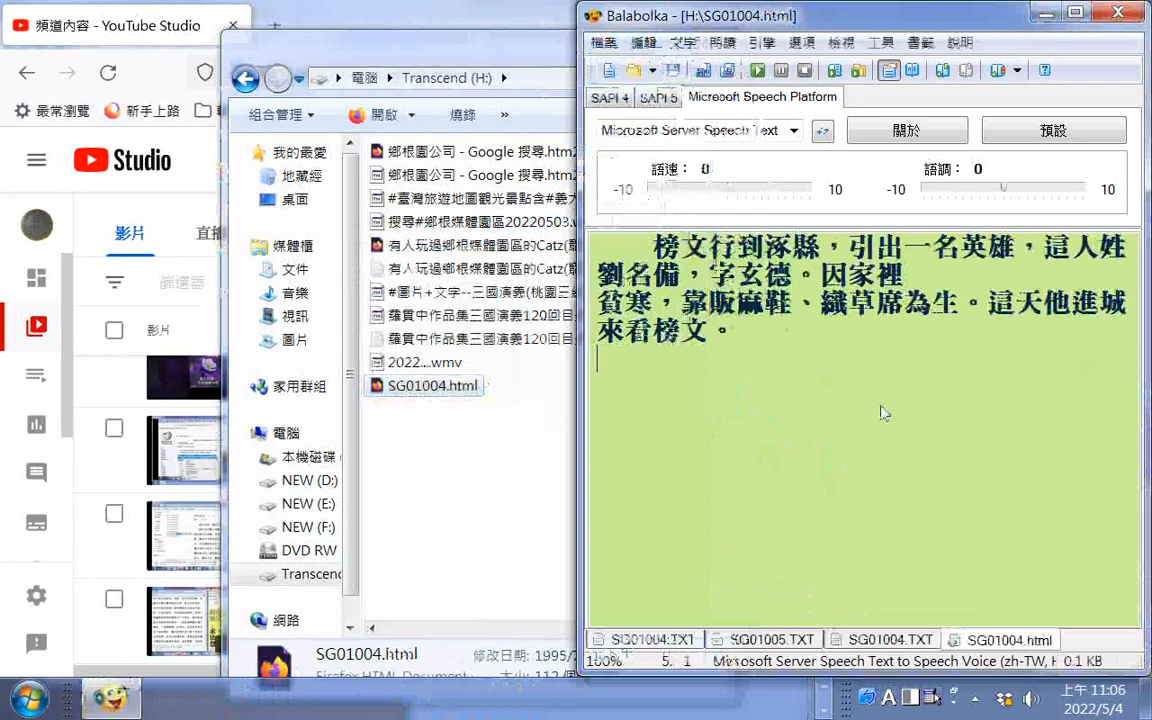 頻道內容 - YouTube Studio
最常瀏覽
新手上路
Studio
影片
直播
篩選器
影片
電腦
Transcend (H:)
組合管理
開啟
燒錄
»
我的最愛
地藏經
桌面
媒體櫃
文件
音樂
視訊
圖片
家用群組
電腦
本機磁碟
NEW (D:)
NEW (E:)
NEW (F:)
DVD RW
Transcend
網路
鄉根園公司 - Google 搜尋.htm
鄉根園公司 - Google 搜尋.htm
#臺灣旅遊地圖觀光景點含#義大
搜尋#鄉根媒體園區20220503.w
有人玩過鄉根園區的Catz(寵
有人玩過鄉根媒體園區的Catz(寵
#圖片+文字--三國演義(桃園三結
羅貫中作品集三國演義120回目
羅貫中作品集三國演義120回目
2022....wmv
SG01004.html
SG01004.html
修改日期: 1995/7
Firefox HTML Document
Balabolka - [H:\SG01004.html]
檔案 編輯 文字 朗讀 引擎 選項 檢視 工具 書籤 說明
SAPI 4 SAPI 5 Microsoft Speech Platform
Microsoft Server Speech Text
關於
預設
語速: 0
語調: 0
-10 10 -10 10
榜文行到涿縣，引出一名英雄，這人姓
劉名備，字玄德。因家裡
貧寒，靠販麻鞋、織草席為生。這天他進城
來看榜文。
SG01004.TXT SG01005.TXT SG01004.TXT SG01004.html
100% 5: 1 Microsoft Server Speech Text to Speech Voice (zh-TW, H 0.1 KB
上午 11:06
2022/5/4